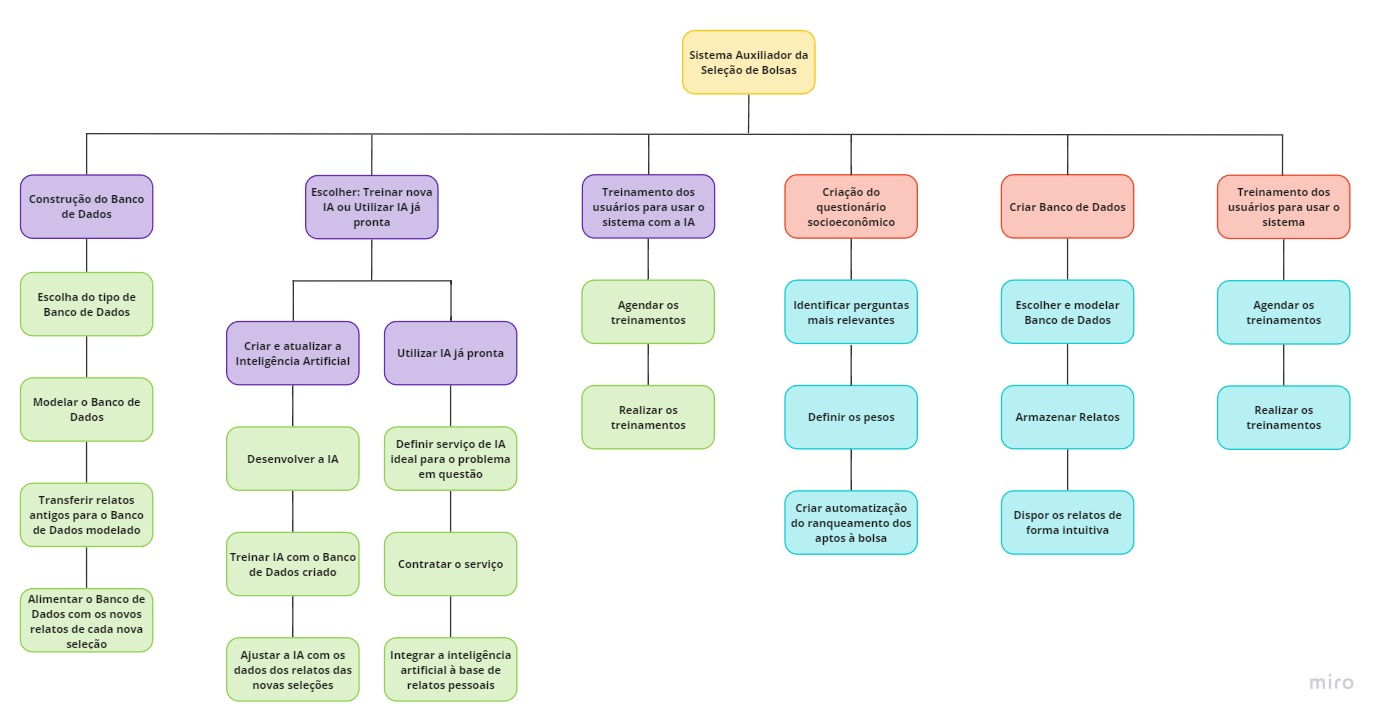 Sistema Auxiliador da
Seleção de Bolsas
Construção do Banco
de Dados
Escolha do tipo de
Banco de Dados
Modelar o Banco de
Dados
Transferir relatos
antigos para o Banco
de Dados modelado
Alimentar o Banco de
Dados com os novos
relatos de cada nova
seleção
Escolher: Treinar nova
IA ou Utilizar IA já
pronta
Criar e atualizar a
Inteligência Artificial
Desenvolver a IA
Treinar IA com o Banco
de Dados criado
Ajustar a IA com os
dados dos relatos das
novas seleções
Utilizar IA já pronta
Definir serviço de IA
ideal para o problema
em questão
Contratar o serviço
Integrar a inteligência
artificial à base de
relatos pessoais
Treinamento dos
usuários para usar o
sistema com a IA
Agendar os
treinamentos
Realizar os
treinamentos
Criação do
questionário
socioeconômico
Identificar perguntas
mais relevantes
Definir os pesos
Criar automatização
do ranqueamento dos
aptos à bolsa
Criar Banco de Dados
Escolher e modelar
Banco de Dados
Armazenar Relatos
Dispor os relatos de
forma intuitiva
Treinamento dos
usuários para usar o
sistema
Agendar os
treinamentos
Realizar os
treinamentos
miro